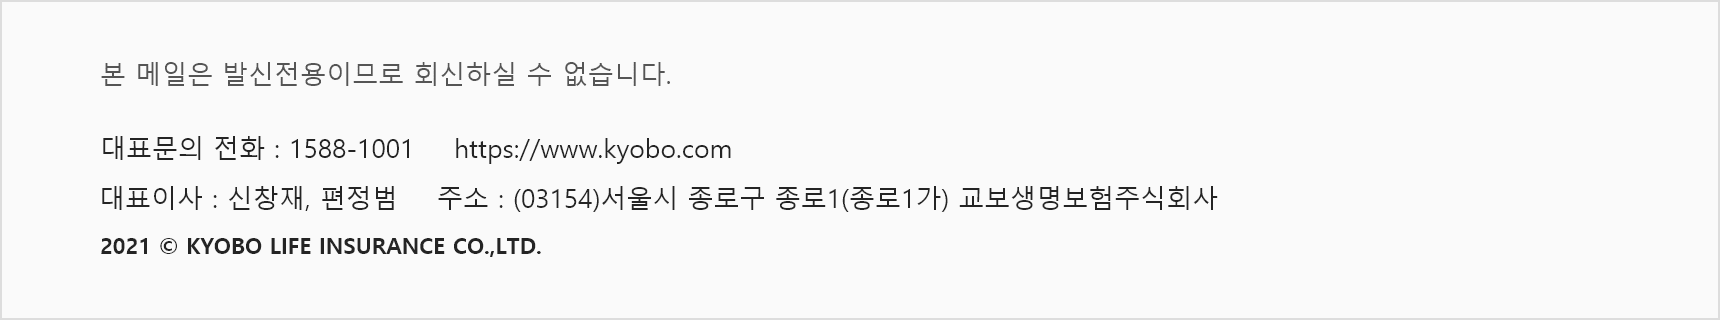 본 메일은 발신전용이므로 회신하실 수 없습니다.
대표문의 전화 : 1588-1001 https://www.kyobo.com
대표이사 : 신창재, 편정범 주소 : (03154)서울시 종로구 종로1(종로1가) 교보생명보험주식회사
2021 © KYOBO LIFE INSURANCE CO.,LTD.